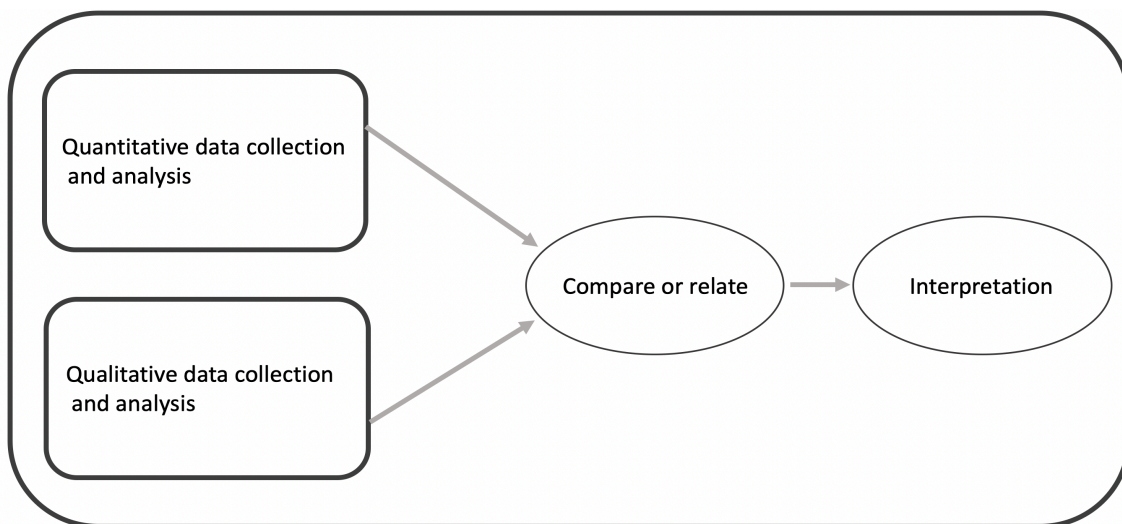 Quantitative data collection
and analysis
Compare or relate
Interpretation
Qualitative data collection
and analysis